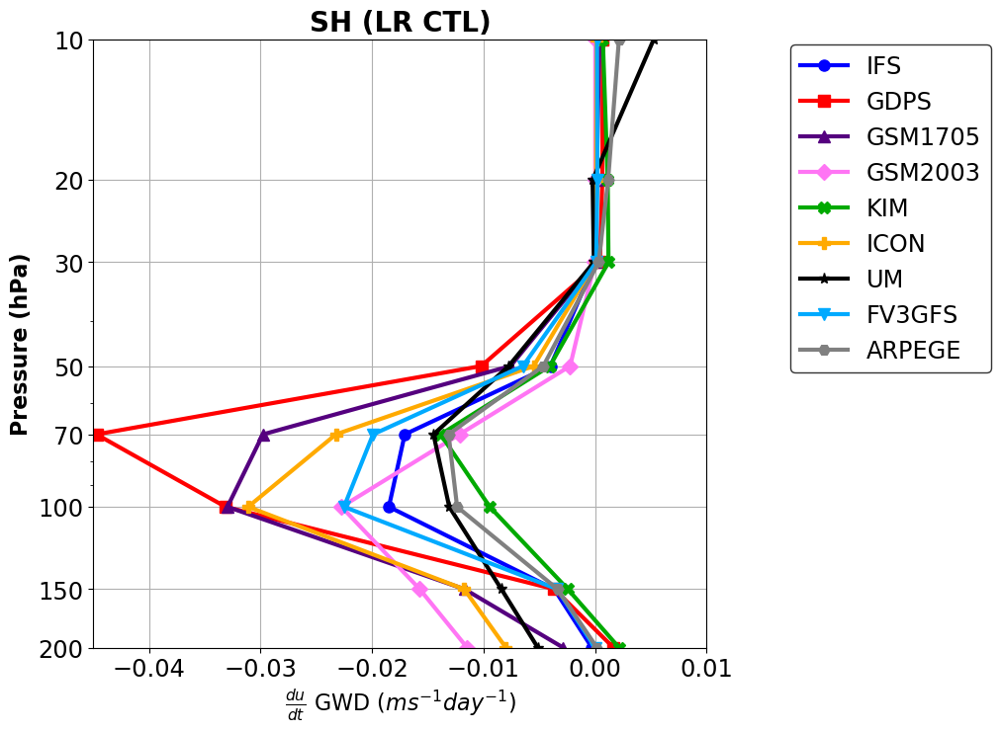 SH (LR CTL)
10
20
30
50
70
100
150
200
Pressure (hPa)
−0.04 −0.03 −0.02 −0.01 0.00 0.01
du/dt GWD (ms⁻¹day⁻¹)
IFS
GDPS
GSM1705
GSM2003
KIM
ICON
UM
FV3GFS
ARPEGE